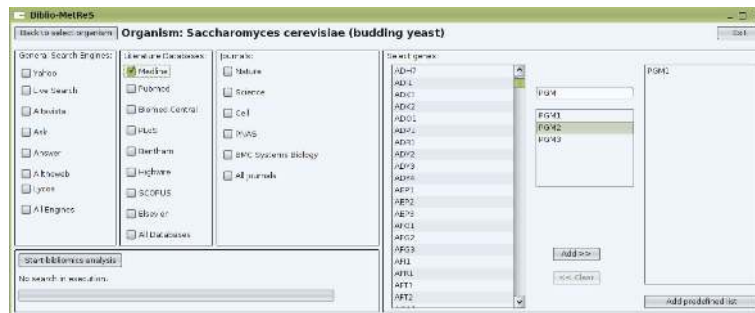 Biblio-MetReS
Back to select organism
Organism: Saccharomyces cerevisiae (budding yeast)
Exit
General Search Engines:
Yahoo
Live Search
Altavista
Ask
Answer
Alltheweb
Lycos
All Engines
Literature Databases:
Medline
Pubmed
Biomed Central
PLoS
Bentham
Highwire
SCOPUS
Elsevier
All Databases
Journals:
Nature
Science
Cell
PNAS
BMC Systems Biology
All journals
Start bibliomics analysis
No search in execution.
Select genes:
ADH7
ADI1
ADK1
ADK2
ADO1
ADP1
ADR1
ADY2
ADY3
ADY4
AEP1
AEP2
AEP3
AFG1
AFG2
AFG3
AFI1
AFR1
AFT1
AFT2
PGM
PGM1
PGM2
PGM3
Add >>
<< Clear
Add predefined list